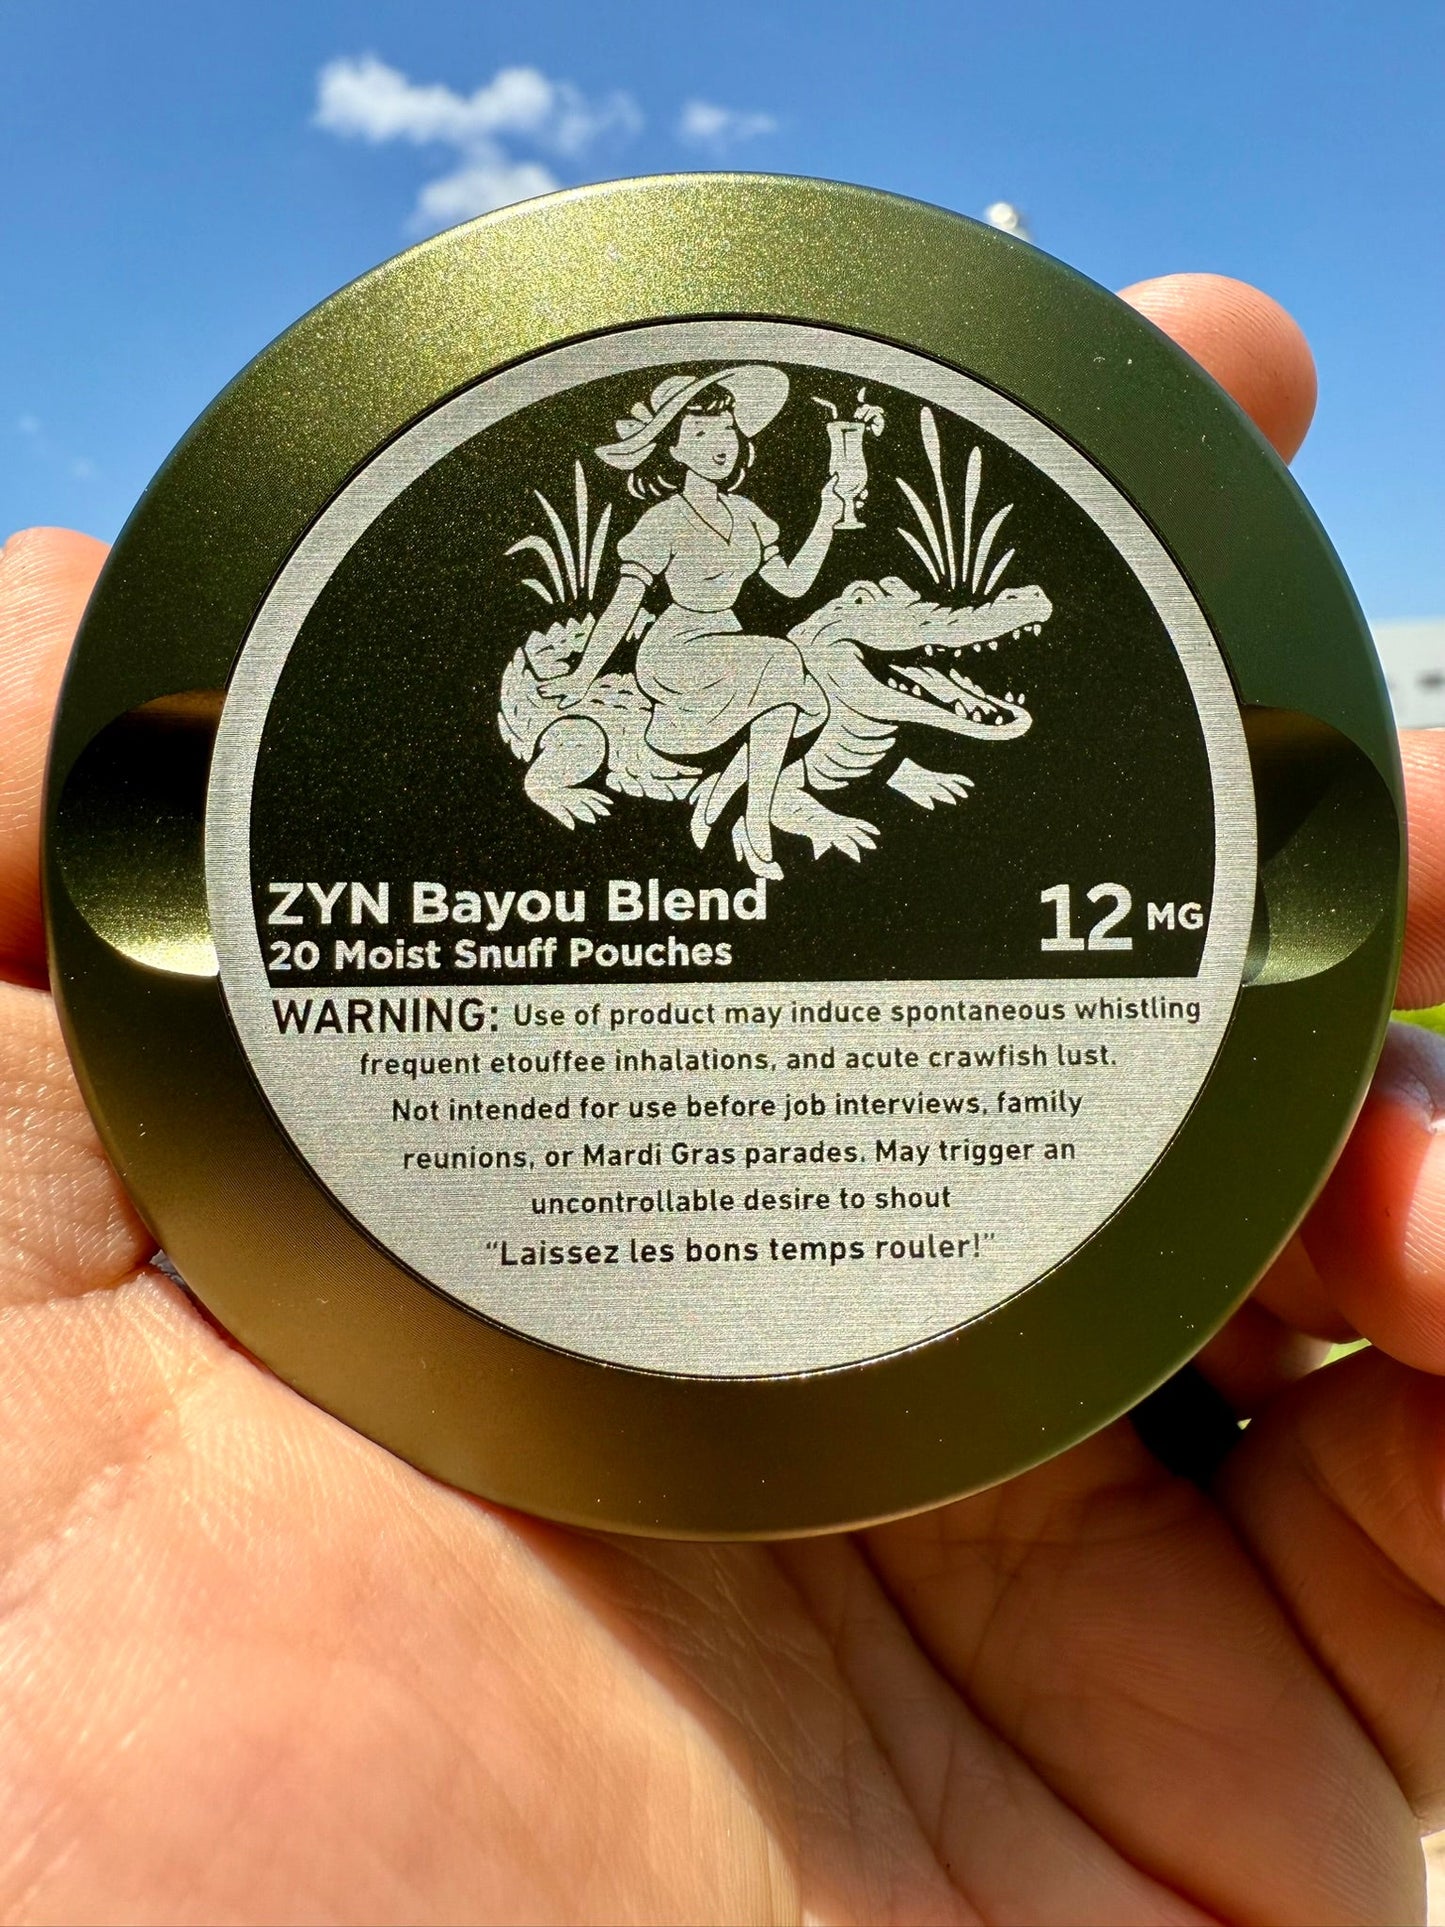 ZYN Bayou Blend
12 MG
20 Moist Snuff Pouches
WARNING: Use of product may induce spontaneous whistling
frequent etouffee inhalations, and acute crawfish lust.
Not intended for use before job interviews, family
reunions, or Mardi Gras parades. May trigger an
uncontrollable desire to shout
“Laissez les bons temps rouler!”